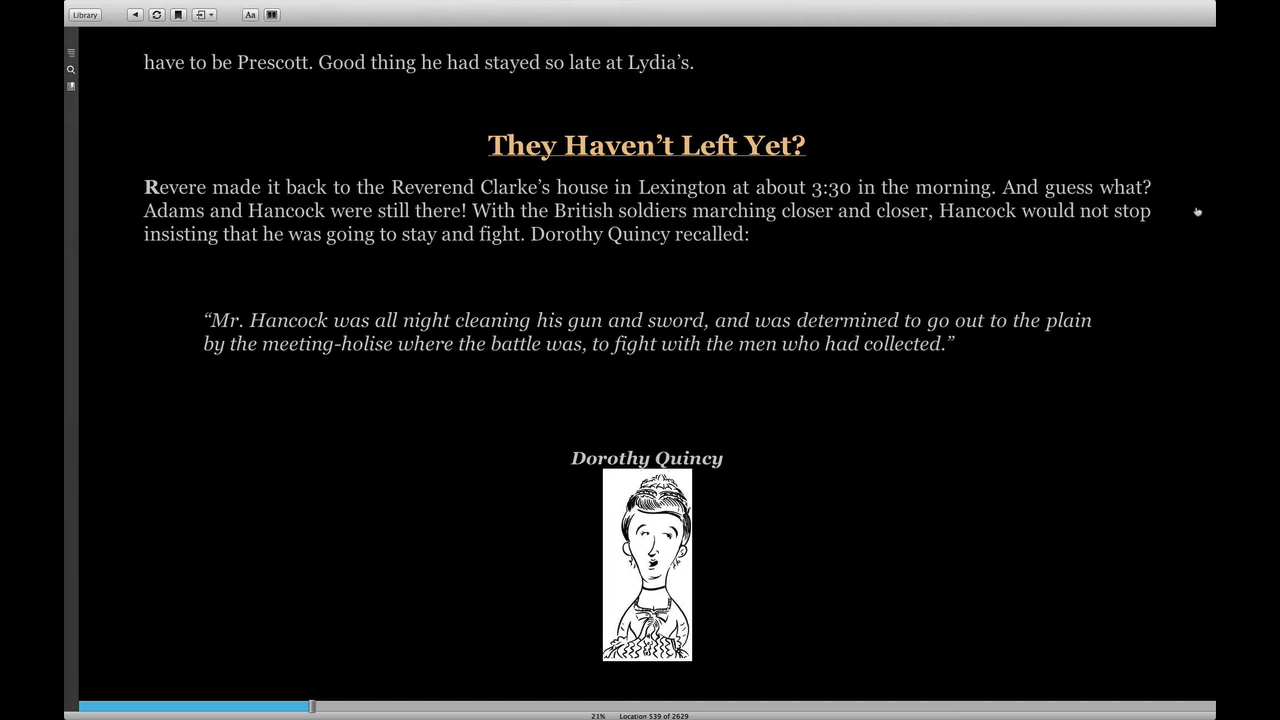 Library
Aa
have to be Prescott. Good thing he had stayed so late at Lydia’s.
They Haven’t Left Yet?
Revere made it back to the Reverend Clarke’s house in Lexington at about 3:30 in the morning. And guess what?
Adams and Hancock were still there! With the British soldiers marching closer and closer, Hancock would not stop
insisting that he was going to stay and fight. Dorothy Quincy recalled:
“Mr. Hancock was all night cleaning his gun and sword, and was determined to go out to the plain
by the meeting-holise where the battle was, to fight with the men who had collected.”
Dorothy Quincy
21% Location 539 of 2629